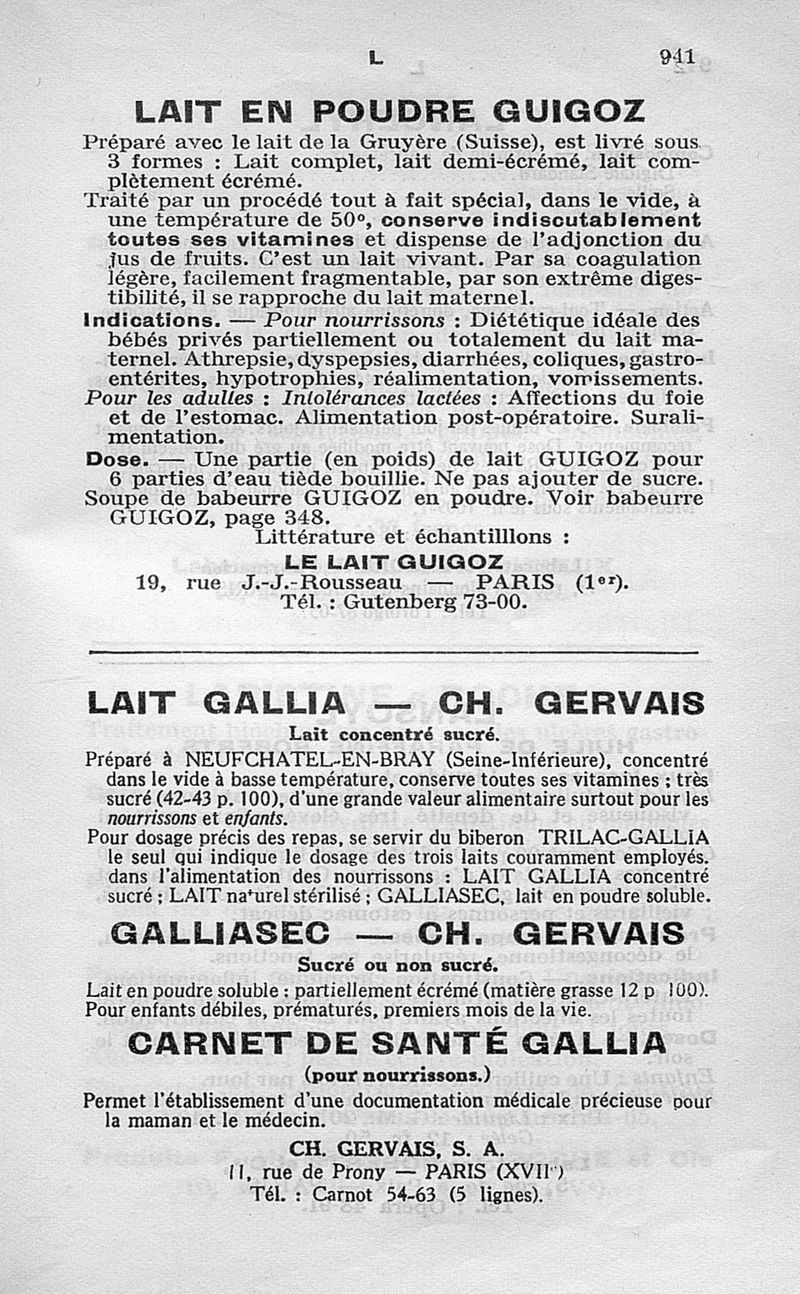 L 941
LAIT EN POUDRE GUIGOZ
Préparé avec le lait de la Gruyère (Suisse), est livré sous
3 formes : Lait complet, lait demi-écrémé, lait com-
plètement écrémé.
Traité par un procédé tout à fait spécial, dans le vide, à
une température de 50°, conserve indiscutablement
toutes ses vitamines et dispense de l'adjonction du
jus de fruits. C'est un lait vivant. Par sa coagulation
légère, facilement fragmentable, par son extrême diges-
tibilité, il se rapproche du lait maternel.
Indications. — Pour nourrissons : Diététique idéale des
bébés privés partiellement ou totalement du lait ma-
ternel. Athrepsie, dyspepsies, diarrhées, coliques, gastro-
entérites, hypotrophies, réalimentation, vomissements.
Pour les adultes : Intolérances lactées : Affections du foie
et de l'estomac. Alimentation post-opératoire. Surali-
mentation.
Dose. — Une partie (en poids) de lait GUIGOZ pour
6 parties d'eau tiède bouillie. Ne pas ajouter de sucre.
Soupe de babeurre GUIGOZ en poudre. Voir babeurre
GUIGOZ, page 348.
Littérature et échantilllons :
LE LAIT GUIGOZ
19, rue J.-J.-Rousseau — PARIS (1er).
Tél. : Gutenberg 73-00.
LAIT GALLIA — CH. GERVAIS
Lait concentré sucré.
Préparé à NEUFCHATEL-EN-BRAY (Seine-Inférieure), concentré
dans le vide à basse température, conserve toutes ses vitamines ; très
sucré (42-43 p. 100), d'une grande valeur alimentaire surtout pour les
nourrissons et enfants.
Pour dosage précis des repas, se servir du biberon TRILAC-GALLIA
le seul qui indique le dosage des trois laits couramment employés.
dans l'alimentation des nourrissons : LAIT GALLIA concentré
sucré ; LAIT naturel stérilisé ; GALLIASEC, lait en poudre soluble.
GALLIASEC — CH. GERVAIS
Sucré ou non sucré.
Lait en poudre soluble : partiellement écrémé (matière grasse 12 p 100).
Pour enfants débiles, prématurés, premiers mois de la vie.
CARNET DE SANTÉ GALLIA
(pour nourrissons.)
Permet l'établissement d'une documentation médicale précieuse pour
la maman et le médecin.
CH. GERVAIS, S. A.
11, rue de Prony — PARIS (XVIIe)
Tél. : Carnot 54-63 (5 lignes).